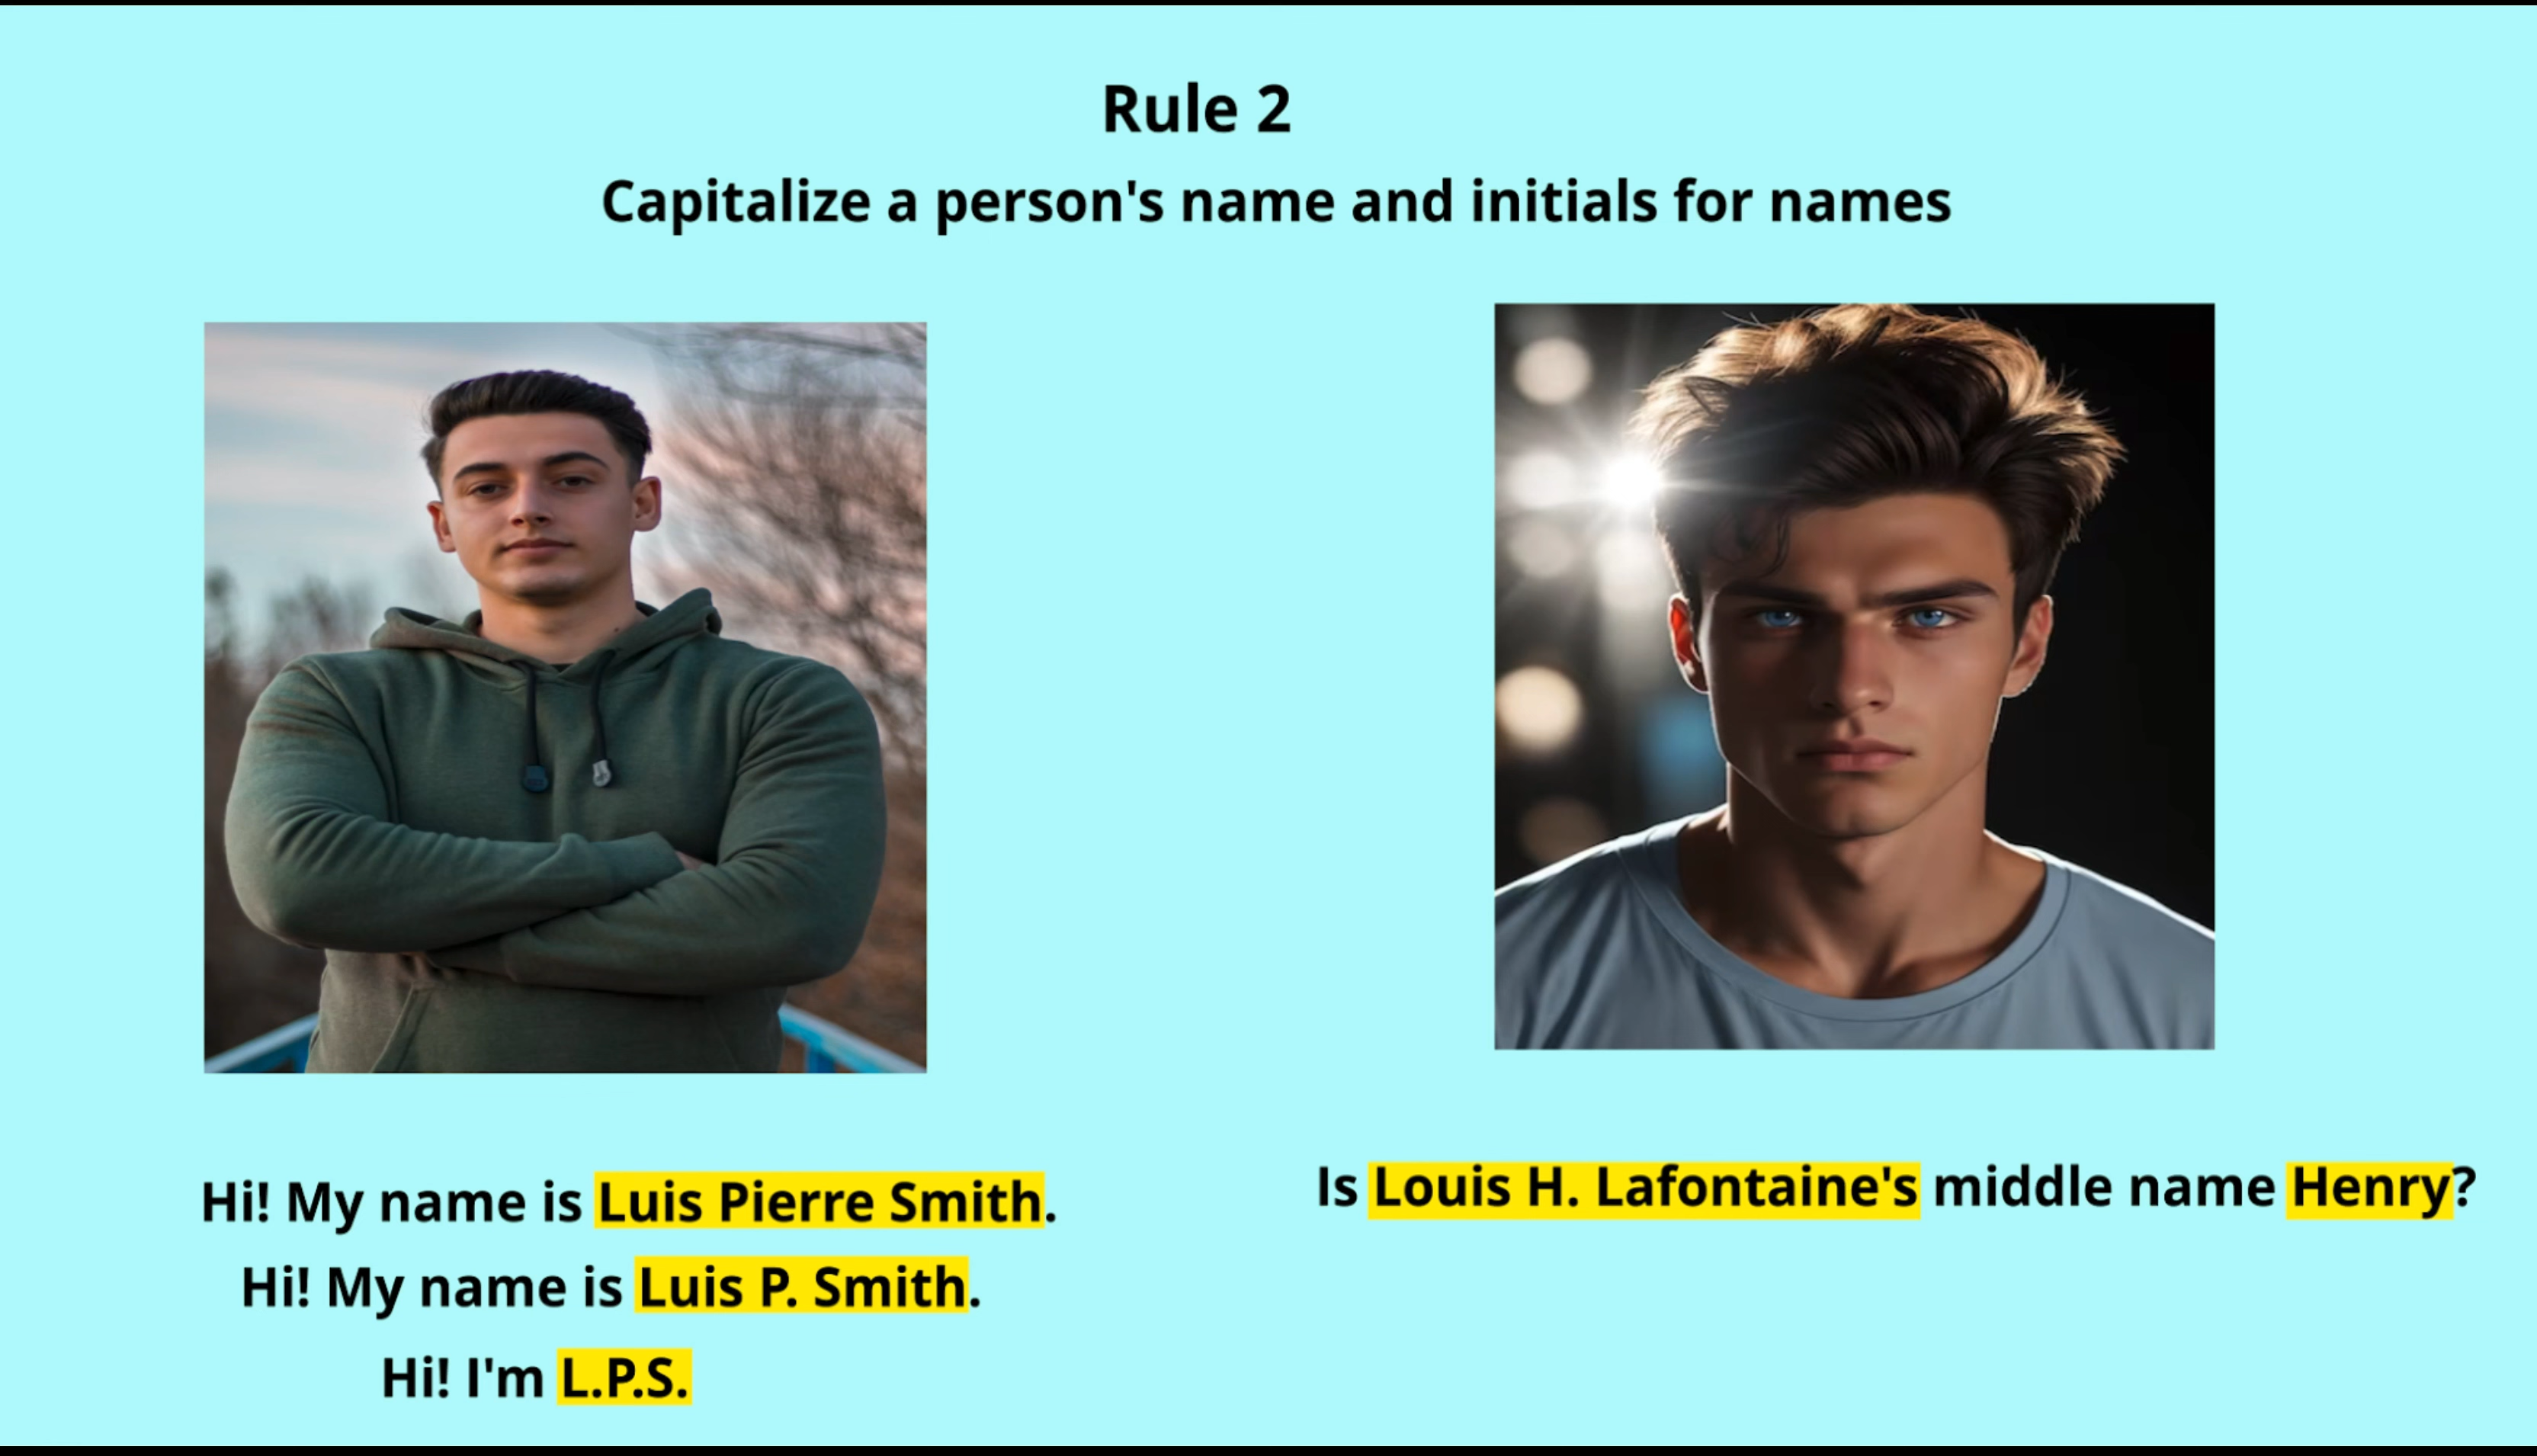 Rule 2
Capitalize a person's name and initials for names
Hi! My name is Luis Pierre Smith.
Hi! My name is Luis P. Smith.
Hi! I'm L.P.S.
Is Louis H. Lafontaine's middle name Henry?